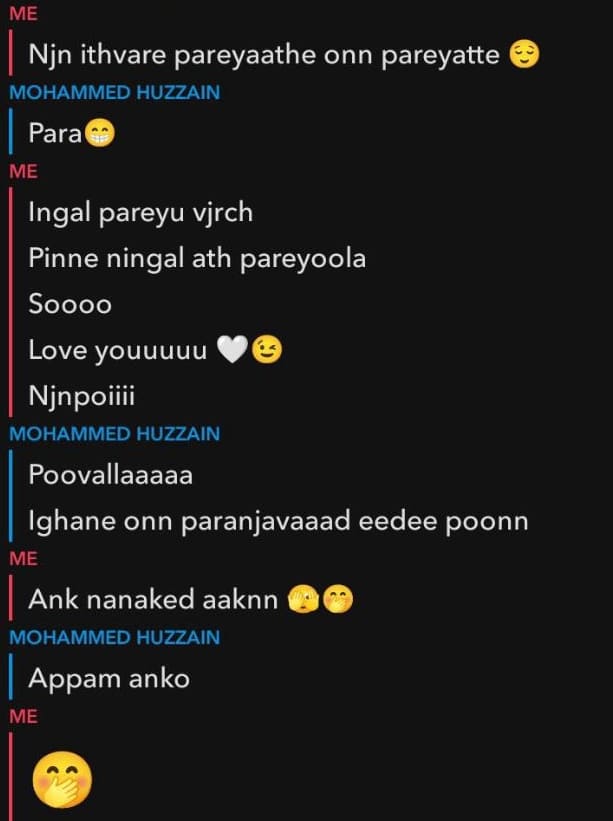 ME
Njn ithvare pareyaathe onn pareyatte 😌
MOHAMMED HUZZAIN
Para😁
ME
Ingal pareyu vjrch
Pinne ningal ath pareyoola
Soooo
Love youuuuu 🤍😉
Njnpoiiii
MOHAMMED HUZZAIN
Poovallaaaaa
Ighane onn paranjavaaad eedee poonn
ME
Ank nanaked aaknn 🫣🤭
MOHAMMED HUZZAIN
Appam anko
ME
🤭